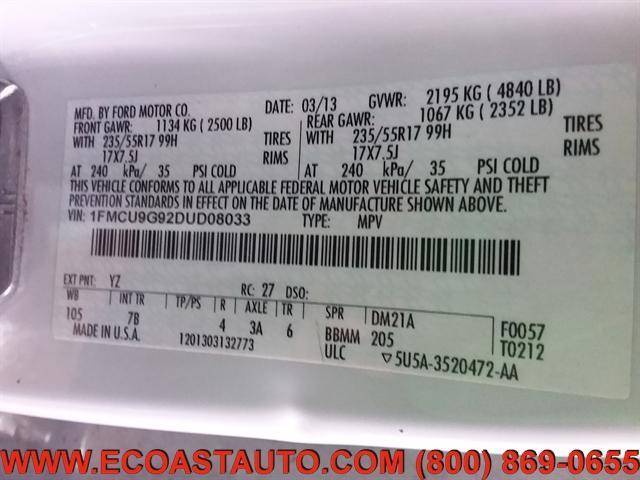 MFD. BY FORD MOTOR CO.
DATE: 03/13 GVWR: 2195 KG ( 4840 LB)
FRONT GAWR: 1134 KG ( 2500 LB) REAR GAWR: 1067 KG ( 2352 LB)
WITH 235/55R17 99H TIRES WITH 235/55R17 99H TIRES
17X7.5J RIMS 17X7.5J RIMS
AT 240 kPa/ 35 PSI COLD AT 240 kPa/ 35 PSI COLD
THIS VEHICLE CONFORMS TO ALL APPLICABLE FEDERAL MOTOR VEHICLE SAFETY AND THEFT
PREVENTION STANDARDS IN EFFECT ON THE DATE OF MANUFACTURE SHOWN ABOVE.
VIN: 1FMCU9G92DUD08033 TYPE: MPV
EXT PNT: YZ RC: 27 DSO:
WB INT TR TP/PS R AXLE TR SPR
105 7B 4 3A 6 DM21A F0057
BBMM 205 T0212
MADE IN U.S.A. 1201303132773 ULC ▽5U5A-3520472-AA
WWW.ECOASTAUTO.COM (800) 869-0655